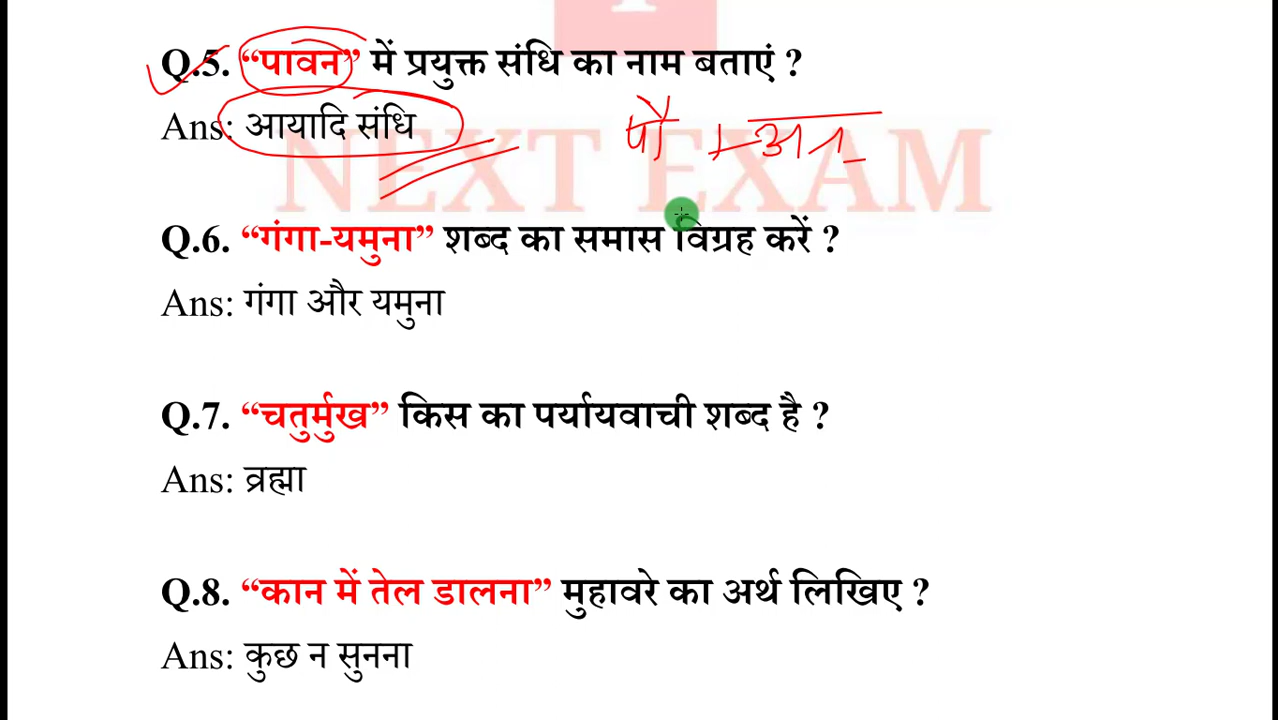 Q.5. “पावन” में प्रयुक्त संधि का नाम बताएं ?
Ans: आयादि संधि
पौ + अन
NEXT EXAM
Q.6. “गंगा-यमुना” शब्द का समास विग्रह करें ?
Ans: गंगा और यमुना
Q.7. “चतुर्मुख” किस का पर्यायवाची शब्द है ?
Ans: व्रह्मा
Q.8. “कान में तेल डालना” मुहावरे का अर्थ लिखिए ?
Ans: कुछ न सुनना